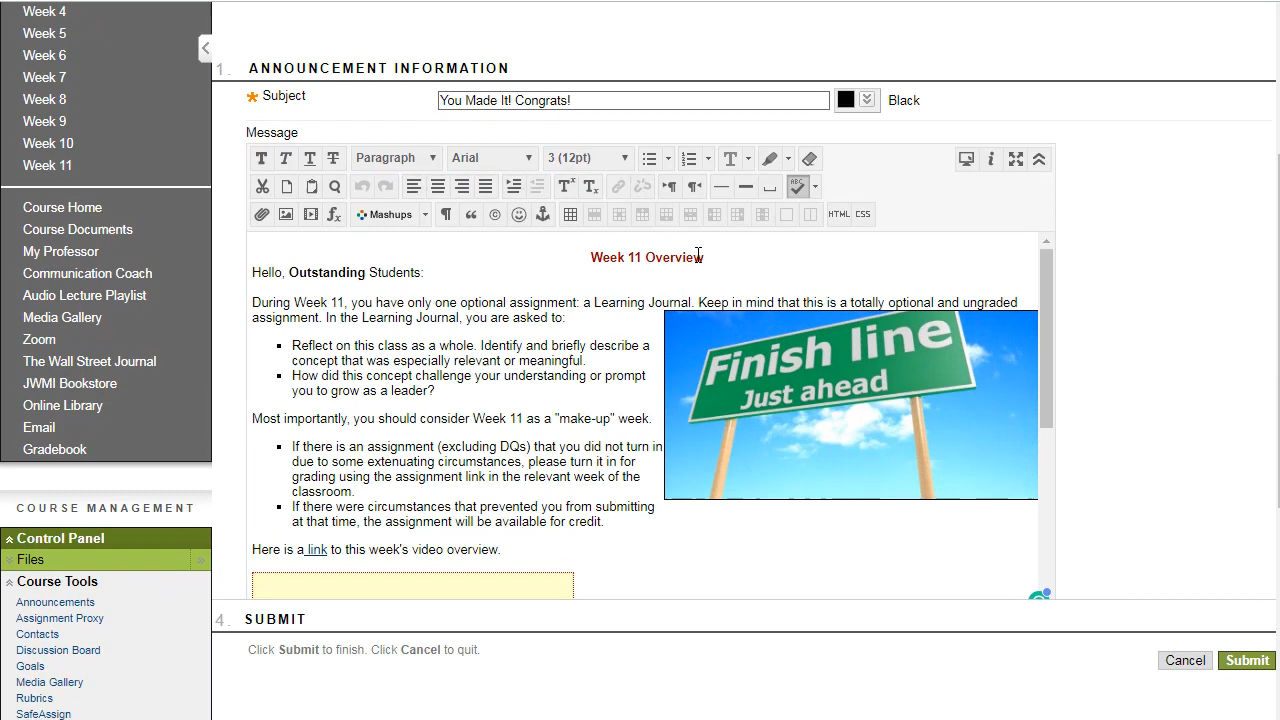 Week 4
Week 5
Week 6
Week 7
Week 8
Week 9
Week 10
Week 11
Course Home
Course Documents
My Professor
Communication Coach
Audio Lecture Playlist
Media Gallery
Zoom
The Wall Street Journal
JWMI Bookstore
Online Library
Email
Gradebook
COURSE MANAGEMENT
Control Panel
Files
Course Tools
Announcements
Assignment Proxy
Contacts
Discussion Board
Goals
Media Gallery
Rubrics
SafeAssign
1. ANNOUNCEMENT INFORMATION
Subject
You Made It! Congrats!
Black
Message
T T T T Paragraph Arial 3 (12pt) T
ABC
Mashups
HTML CSS
Week 11 Overview
Hello, Outstanding Students:
During Week 11, you have only one optional assignment: a Learning Journal. Keep in mind that this is a totally optional and ungraded
assignment. In the Learning Journal, you are asked to:
Reflect on this class as a whole. Identify and briefly describe a
concept that was especially relevant or meaningful.
How did this concept challenge your understanding or prompt
you to grow as a leader?
Most importantly, you should consider Week 11 as a "make-up" week.
If there is an assignment (excluding DQs) that you did not turn in
due to some extenuating circumstances, please turn it in for
grading using the assignment link in the relevant week of the
classroom.
If there were circumstances that prevented you from submitting
at that time, the assignment will be available for credit.
Here is a link to this week's video overview.
Finish line
Just ahead
4. SUBMIT
Click Submit to finish. Click Cancel to quit.
Cancel
Submit